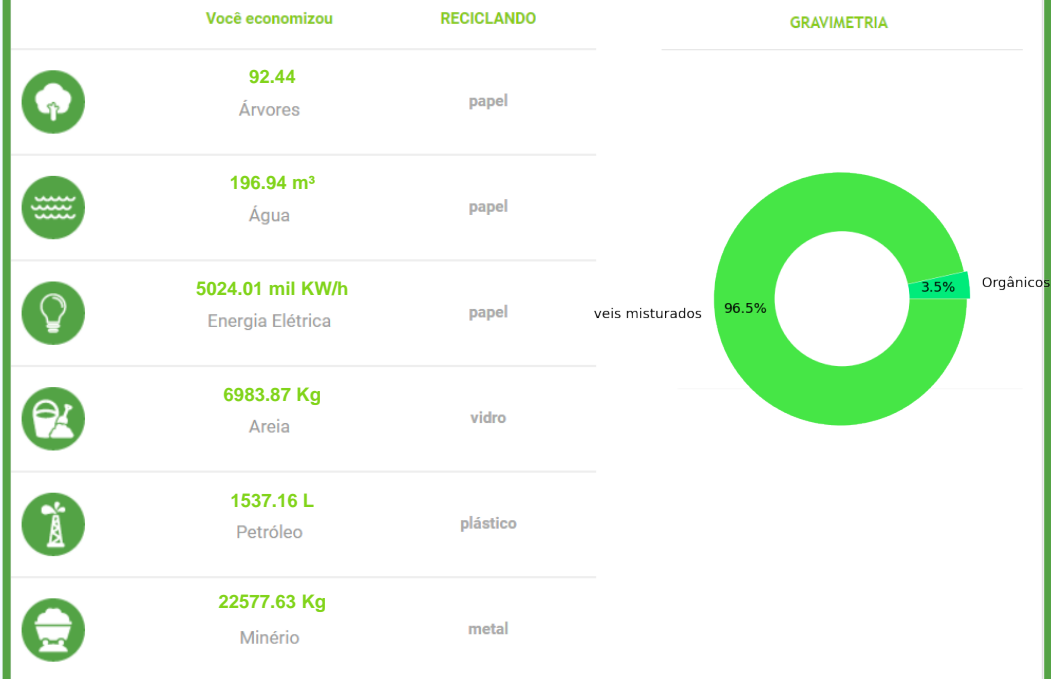 Você economizou
RECICLANDO
92.44
Árvores
papel
196.94 m³
Água
papel
5024.01 mil KW/h
Energia Elétrica
papel
6983.87 Kg
Areia
vidro
1537.16 L
Petróleo
plástico
22577.63 Kg
Minério
metal
GRAVIMETRIA
3.5%
Orgânicos
veis misturados
96.5%